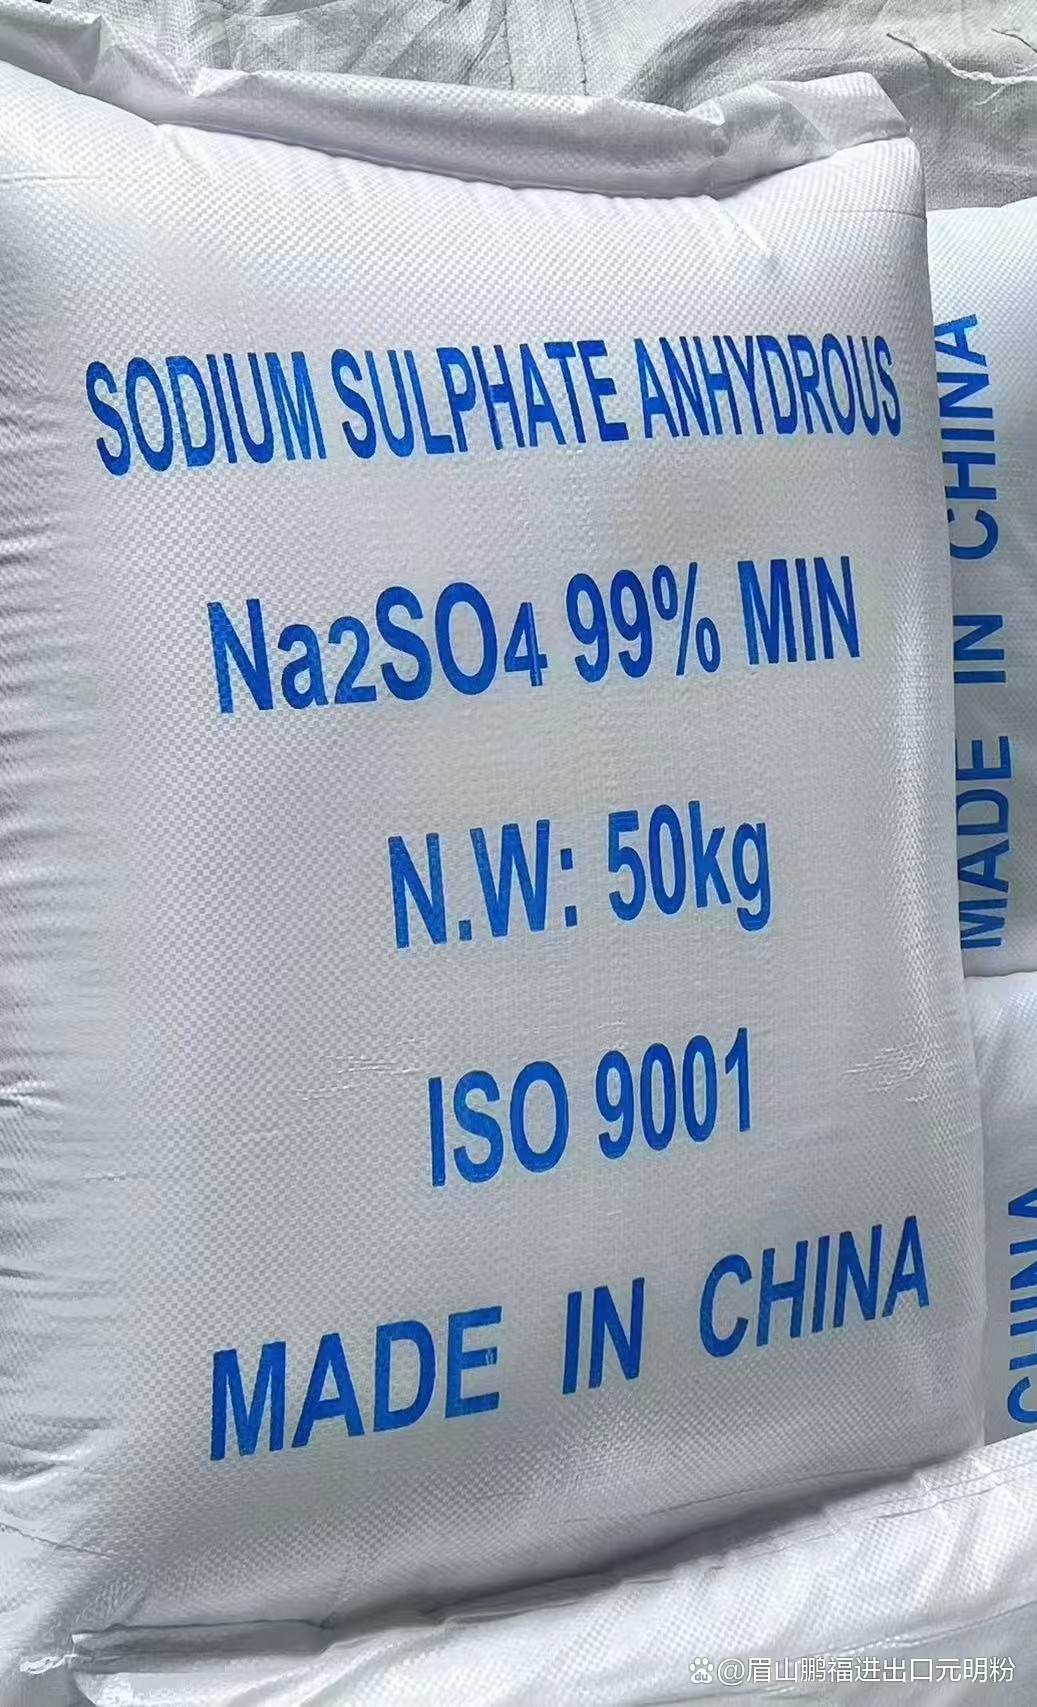 SODIUM SULPHATE ANHYDROUS
Na2SO4 99% MIN
N.W: 50kg
ISO 9001
MADE IN CHINA
MADE IN CHINA
CHINA
@眉山鹏福进出口元明粉